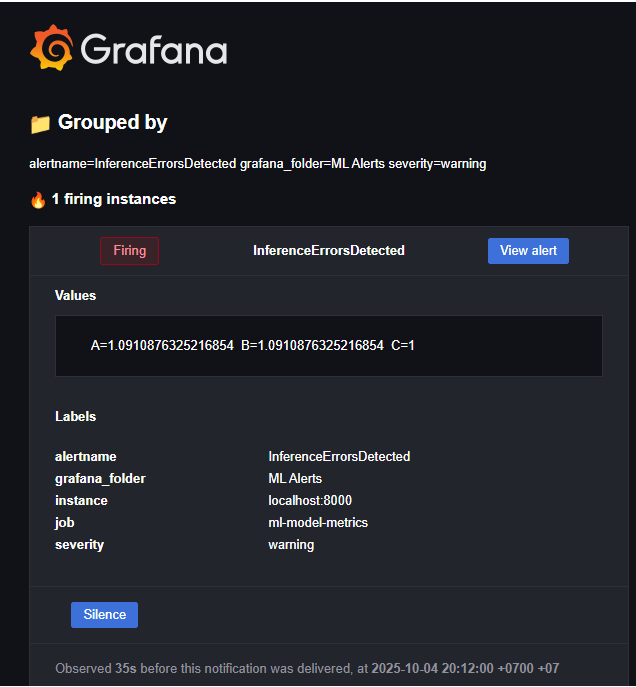 Grafana
Grouped by
alertname=InferenceErrorsDetected grafana_folder=ML Alerts severity=warning
1 firing instances
Firing InferenceErrorsDetected View alert
Values
A=1.0910876325216854 B=1.0910876325216854 C=1
Labels
alertname InferenceErrorsDetected
grafana_folder ML Alerts
instance localhost:8000
job ml-model-metrics
severity warning
Silence
Observed 35s before this notification was delivered, at 2025-10-04 20:12:00 +0700 +07